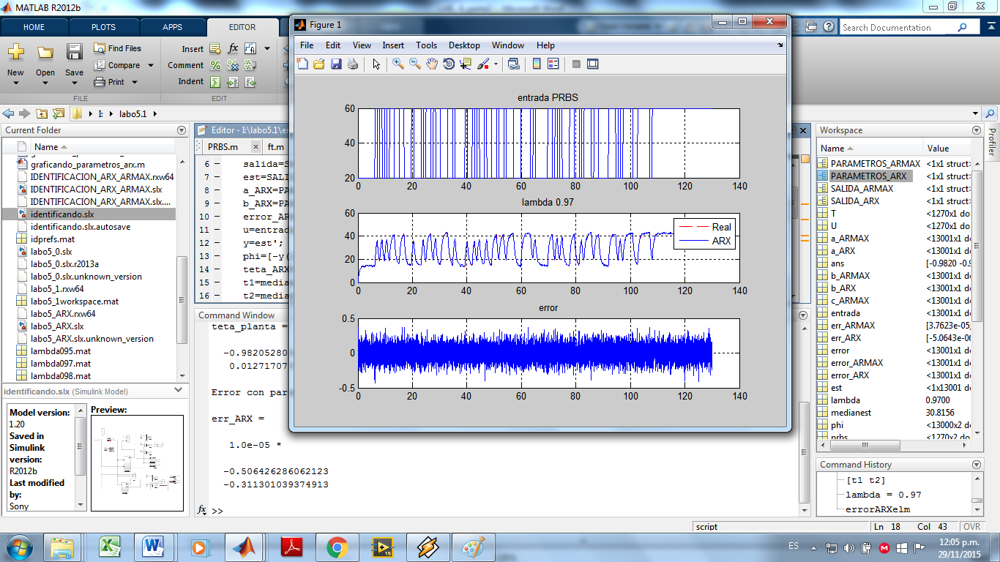 MATLAB R2012b
HOME PLOTS APPS EDITOR
Search Documentation
New Open Save
Find Files
Compare
Print
Insert
Comment
Indent
FILE EDIT
I: labo5.1
Current Folder
Name
graficando_parametros_arx.m
IDENTIFICACION_ARX_ARMAX.rxw64
IDENTIFICACION_ARX_ARMAX.slx
IDENTIFICACION_ARX_ARMAX.slx....
identificando.slx
identificando.slx.autosave
idprefs.mat
labo5_0.slx
labo5_0.slx.r2013a
labo5_0.slx.unknown_version
labo5_1.rxw64
labo5_1workspace.mat
labo5_ARX.rxw64
labo5_ARX.slx
labo5_ARX.slx.unknown_version
lambda095.mat
lambda097.mat
lambda098.mat
identificando.slx (Simulink Model)
Model version:
1.20
Saved in
Simulink
version:
R2012b
Last modified
by:
Sony
Preview:
Editor - I:\labo5.1\e
PRBS.m ft.m
6 salida=S
7 est=SALI
8 a_ARX=PA
9 b_ARX=PA
10 error_AR
11 u=entrad
12 y=est';
13 phi=[-y(
14 teta_ARX
15 t1=media
16 t2=media
Command Window
teta_planta =
-0.98205280
0.01271707
Error con par
err_ARX =
1.0e-05 *
-0.506426286062123
-0.311301039374913
fx >>
Figure 1
File Edit View Insert Tools Desktop Window Help
entrada PRBS
60
40
20
0 20 40 60 80 100 120 140
lambda 0.97
60
40
20
0
Real
ARX
0 20 40 60 80 100 120 140
error
0.5
0
-0.5
0 20 40 60 80 100 120 140
Workspace
Name Value
PARAMETROS_ARMAX <1x1 struct>
PARAMETROS_ARX <1x1 struct>
SALIDA_ARMAX <1x1 struct>
SALIDA_ARX <1x1 struct>
T <1270x1 do
U <1270x1 do
a_ARMAX <13001x1 d
a_ARX <13001x1 d
ans [-0.9820 -0.9
b_ARMAX <13001x1 d
b_ARX <13001x1 d
c_ARMAX <13001x1 d
entrada <13001x1 d
err_ARMAX [3.7623e-05;
err_ARX [-5.0643e-06
error <13001x1 d
error_ARMAX <13001x1 d
error_ARX <13001x1 d
est <1x13001 do
lambda 0.9700
medianest 30.8156
phi <13000x2 d
prbs <1270x2 do
Profiler
Command History
[t1 t2]
lambda = 0.97
errorARXelm
script Ln 18 Col 43 OVR
ES
12:05 p.m.
29/11/2015